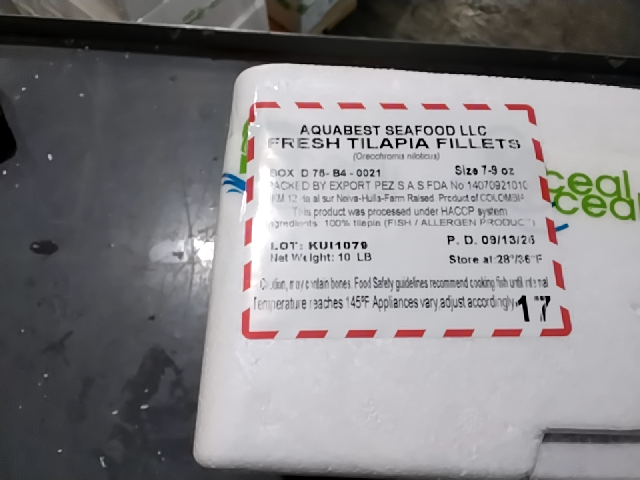 AQUABEST SEAFOOD LLC
FRESH TILAPIA FILLETS
(Oreochromis niloticus)
BOX D 76- B4 - 0021 Size 7-9 oz
PACKED BY EXPORT PEZ S.A.S FDA No 14070921010
KM 12 al sur Neiva-Huila-Farm Raised. Product of COLOMBIA
This product was processed under HACCP system
Ingredients: 100% tilapia (FISH / ALLERGEN PRODUCT)
LOT: KUI1079 P. D. 09/13/26
Net Weight: 10 LB Store at 28°/36°F
Caution, may contain bones. Food Safety guidelines recommend cooking fish until internal
Temperature reaches 145°F Appliances vary,adjust accordingly.
17
ceal
cean